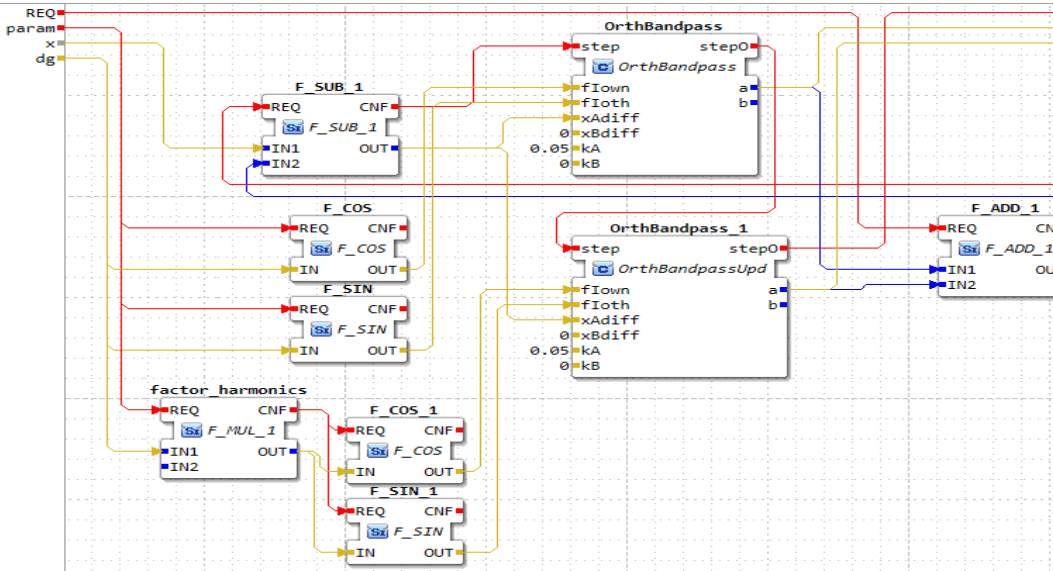 REQ
param
x
dg
F_SUB_1
REQ CNF
F_SUB_1
IN1 OUT
IN2
OrthBandpass
step stepO
OrthBandpass
fIown a
fIoth b
xAdiff
0 xBdiff
0.05 kA
0 kB
F_COS
REQ CNF
F_COS
IN OUT
F_SIN
REQ CNF
F_SIN
IN OUT
OrthBandpass_1
step stepO
OrthBandpassUpd
fIown a
fIoth b
xAdiff
0 xBdiff
0.05 kA
0 kB
F_ADD_1
REQ CN
F_ADD_1
IN1 OU
IN2
factor_harmonics
REQ CNF
F_MUL_1
IN1 OUT
IN2
F_COS_1
REQ CNF
F_COS
IN OUT
F_SIN_1
REQ CNF
F_SIN
IN OUT